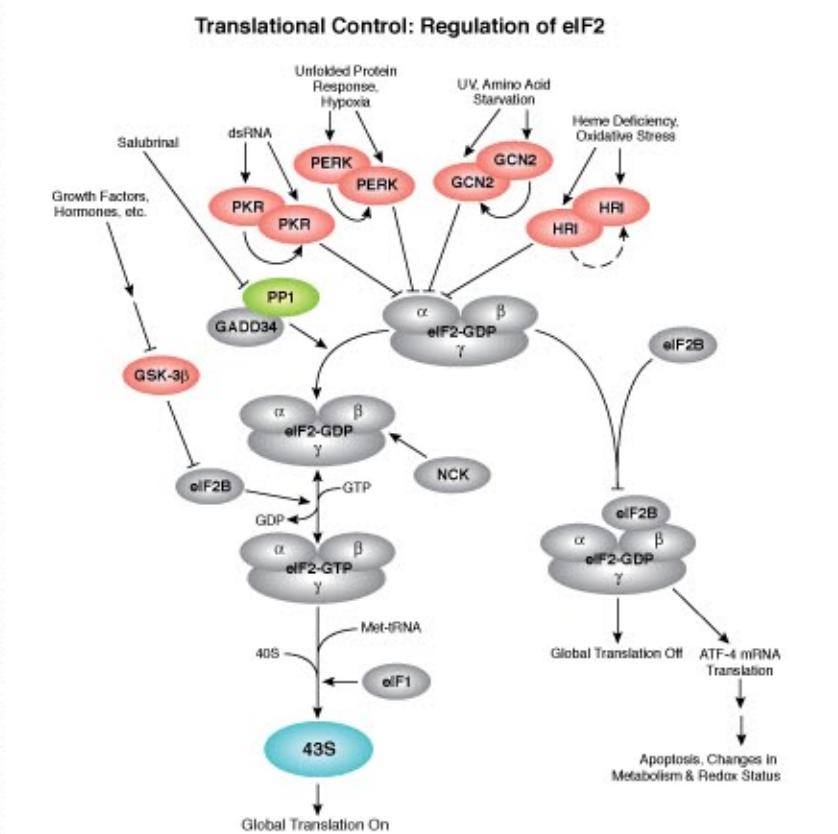 Translational Control: Regulation of eIF2
Unfolded Protein
Response,
Hypoxia
UV, Amino Acid
Starvation
Heme Deficiency,
Oxidative Stress
dsRNA
Salubrinal
Growth Factors,
Hormones, etc.
PERK
PERK
GCN2
GCN2
PKR
PKR
HRI
HRI
PP1
GADD34
α
β
eIF2-GDP
γ
eIF2B
GSK-3β
α
β
eIF2-GDP
γ
NCK
eIF2B
GTP
GDP
α
β
eIF2-GTP
γ
eIF2B
α
β
eIF2-GDP
γ
Met-tRNA
40S
eIF1
43S
Global Translation On
Global Translation Off
ATF-4 mRNA
Translation
Apoptosis, Changes in
Metabolism & Redox Status